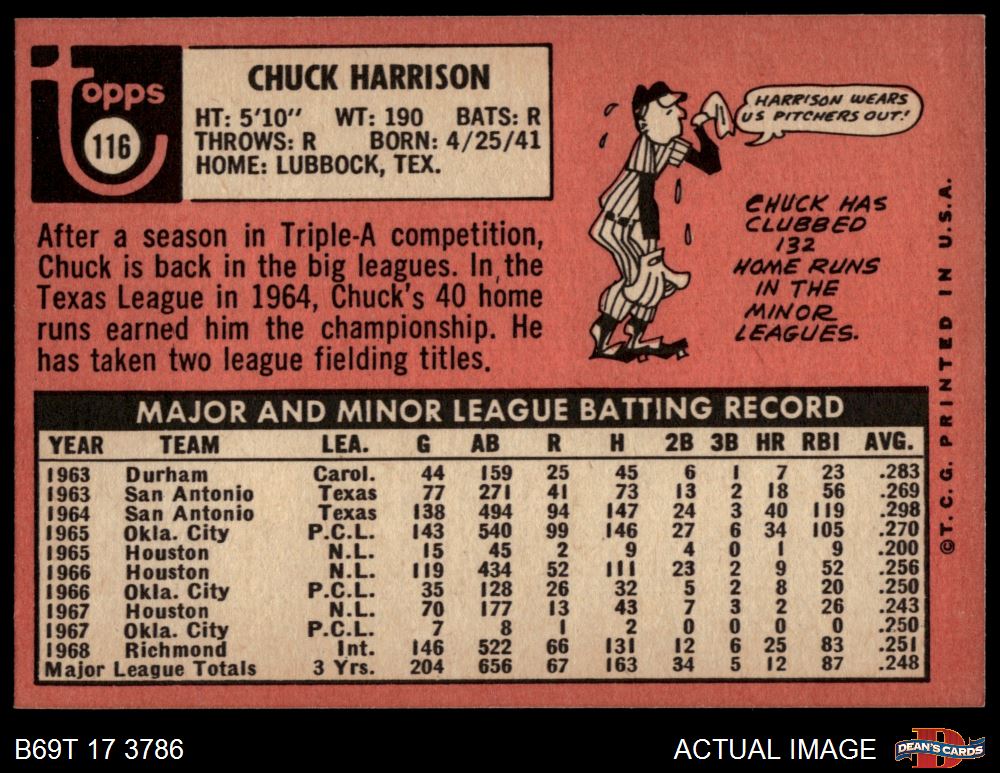 Topps
116
CHUCK HARRISON
HT: 5'10" WT: 190 BATS: R
THROWS: R BORN: 4/25/41
HOME: LUBBOCK, TEX.
After a season in Triple-A competition,
Chuck is back in the big leagues. In the
Texas League in 1964, Chuck's 40 home
runs earned him the championship. He
has taken two league fielding titles.
HARRISON WEARS
US PITCHERS OUT!
CHUCK HAS
CLUBBED
132
HOME RUNS
IN THE
MINOR
LEAGUES.
©T. C. G. PRINTED IN U.S.A.
MAJOR AND MINOR LEAGUE BATTING RECORD
YEAR TEAM LEA. G AB R H 2B 3B HR RBI AVG.
1963 Durham Carol. 44 159 25 45 6 1 7 23 .283
1963 San Antonio Texas 77 271 41 73 13 2 18 56 .269
1964 San Antonio Texas 138 494 94 147 24 3 40 119 .298
1965 Okla. City P.C.L. 143 540 99 146 27 6 34 105 .270
1965 Houston N.L. 15 45 2 9 4 0 1 9 .200
1966 Houston N.L. 119 434 52 111 23 2 9 52 .256
1966 Okla. City P.C.L. 35 128 26 32 5 2 8 20 .250
1967 Houston N.L. 70 177 13 43 7 3 2 26 .243
1967 Okla. City P.C.L. 7 8 1 2 0 0 0 0 .250
1968 Richmond Int. 146 522 66 131 12 6 25 83 .251
Major League Totals 3 Yrs. 204 656 67 163 34 5 12 87 .248
B69T 17 3786
ACTUAL IMAGE
D
DEAN'S CARDS